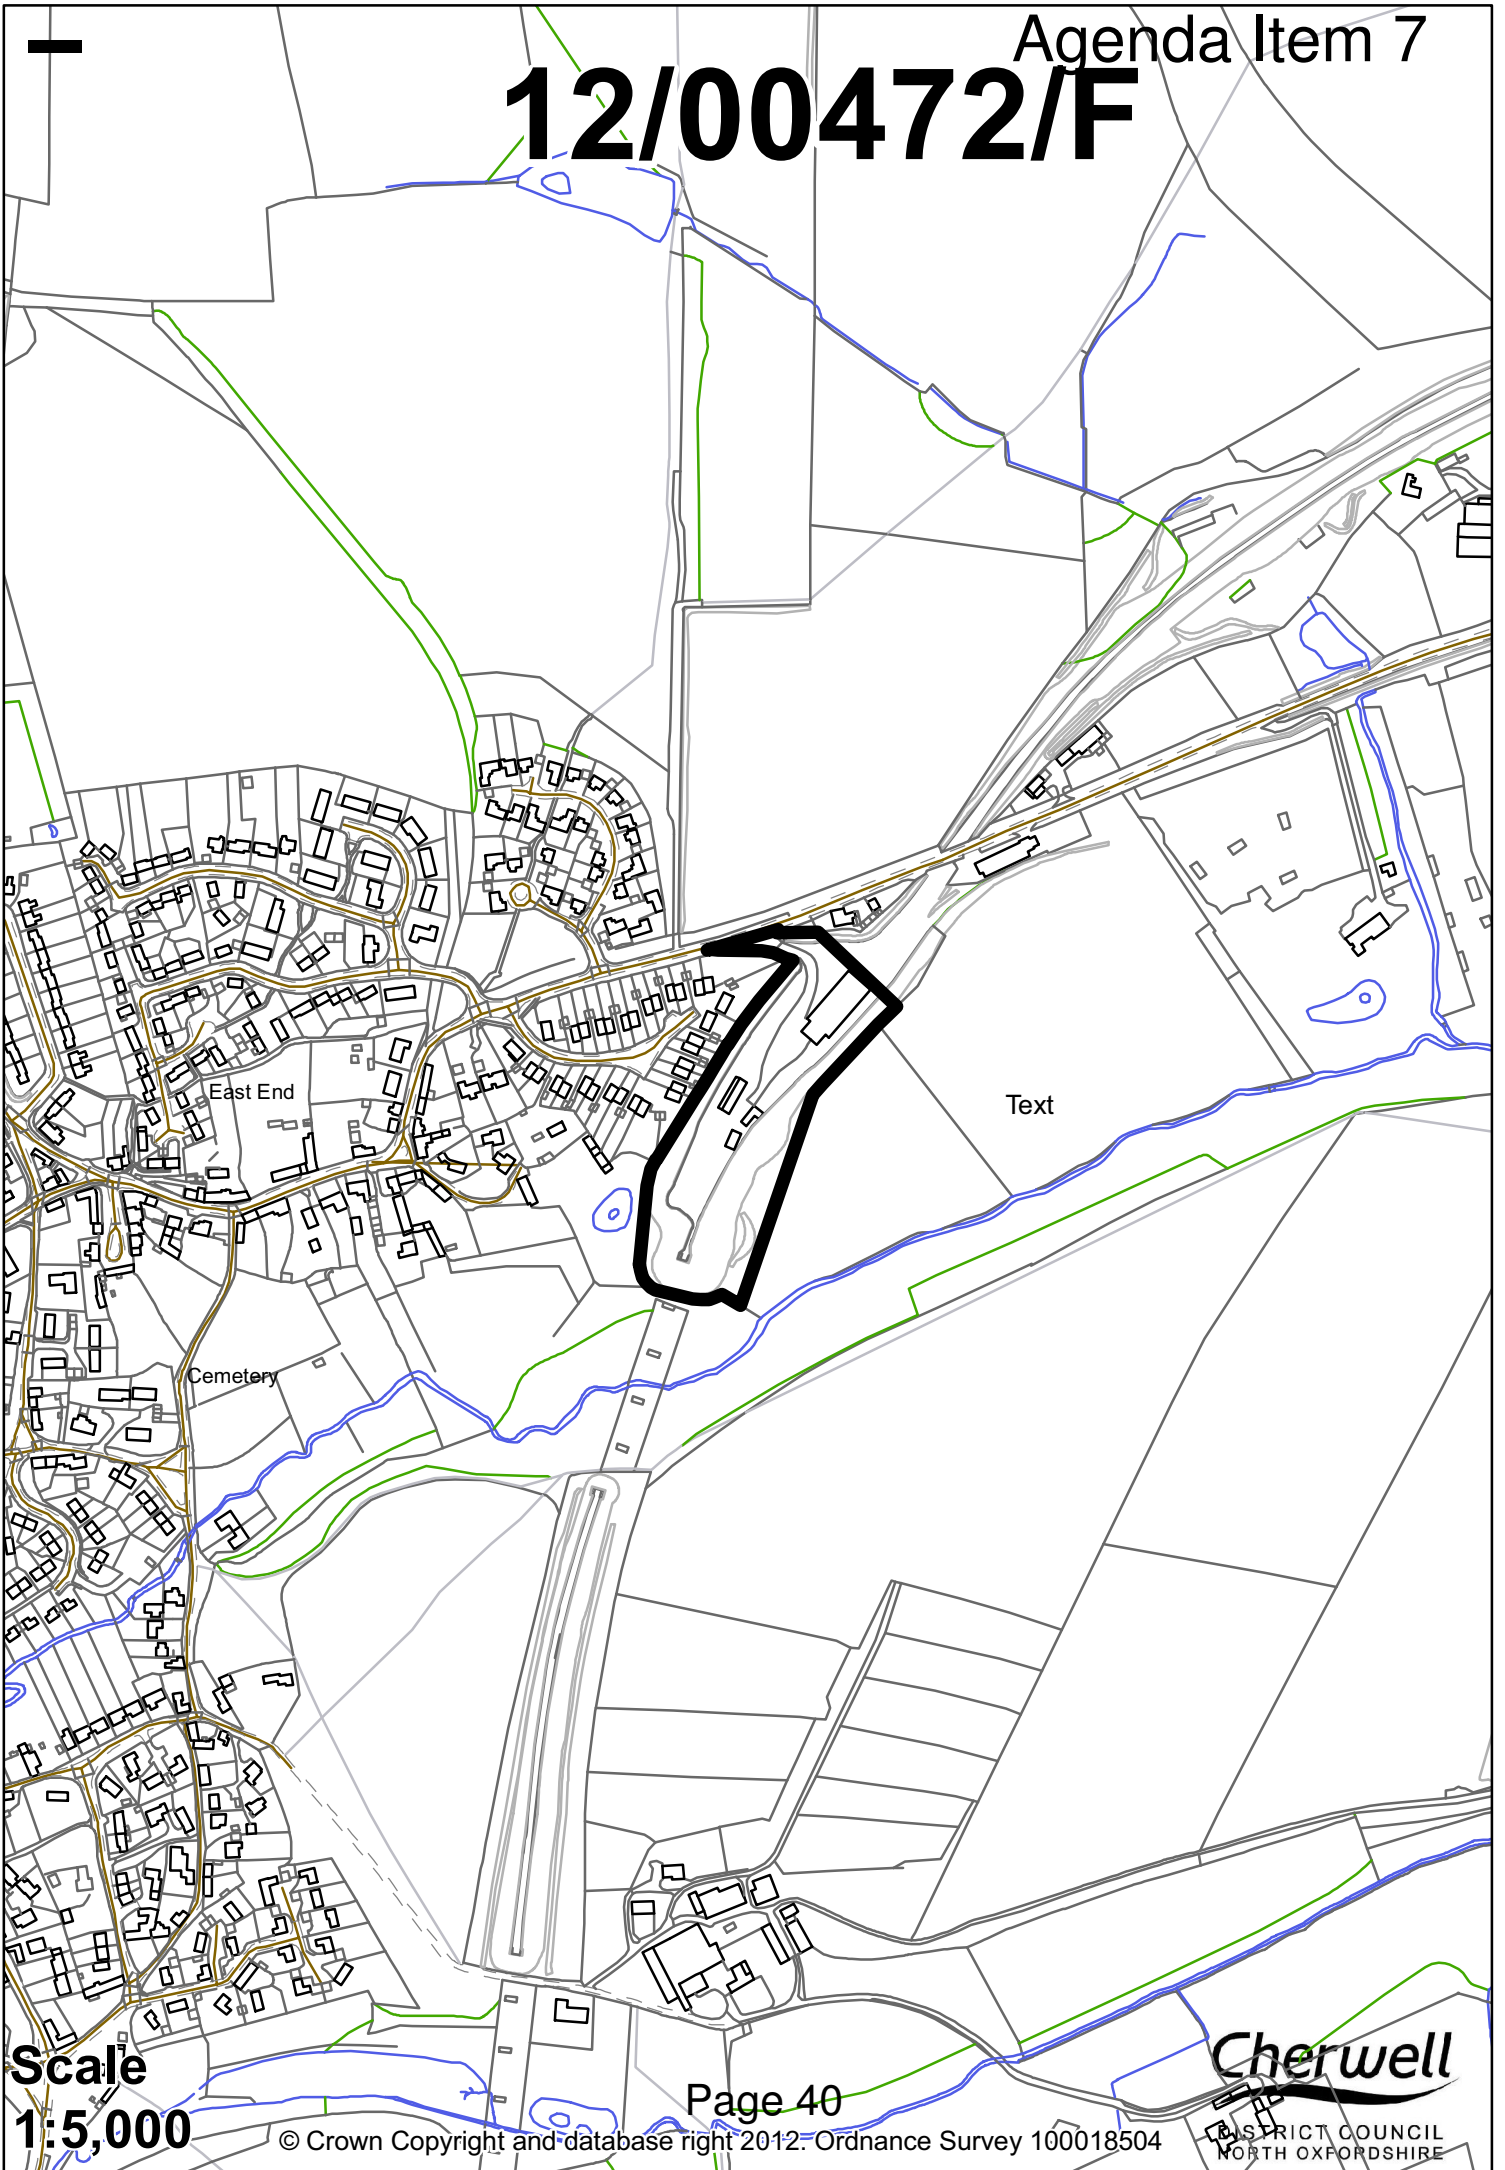 Agenda Item 7
12/00472/F
East End
Text
Cemetery
Scale
1:5,000
Page 40
© Crown Copyright and database right 2012. Ordnance Survey 100018504
Cherwell
DISTRICT COUNCIL
NORTH OXFORDSHIRE